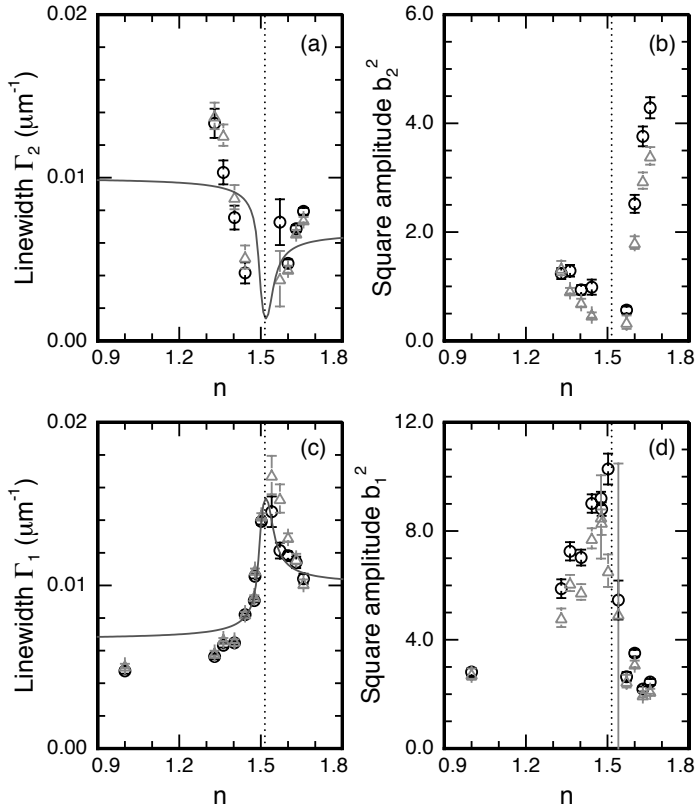 0.02
(a)
Linewidth Γ₂ (μm⁻¹)
0.01
0.00
0.9 1.2 1.5 1.8
n
6.0
(b)
Square amplitude b₂²
4.0
2.0
0.0
0.9 1.2 1.5 1.8
n
0.02
(c)
Linewidth Γ₁ (μm⁻¹)
0.01
0.00
0.9 1.2 1.5 1.8
n
12.0
(d)
Square amplitude b₁²
8.0
4.0
0.0
0.9 1.2 1.5 1.8
n